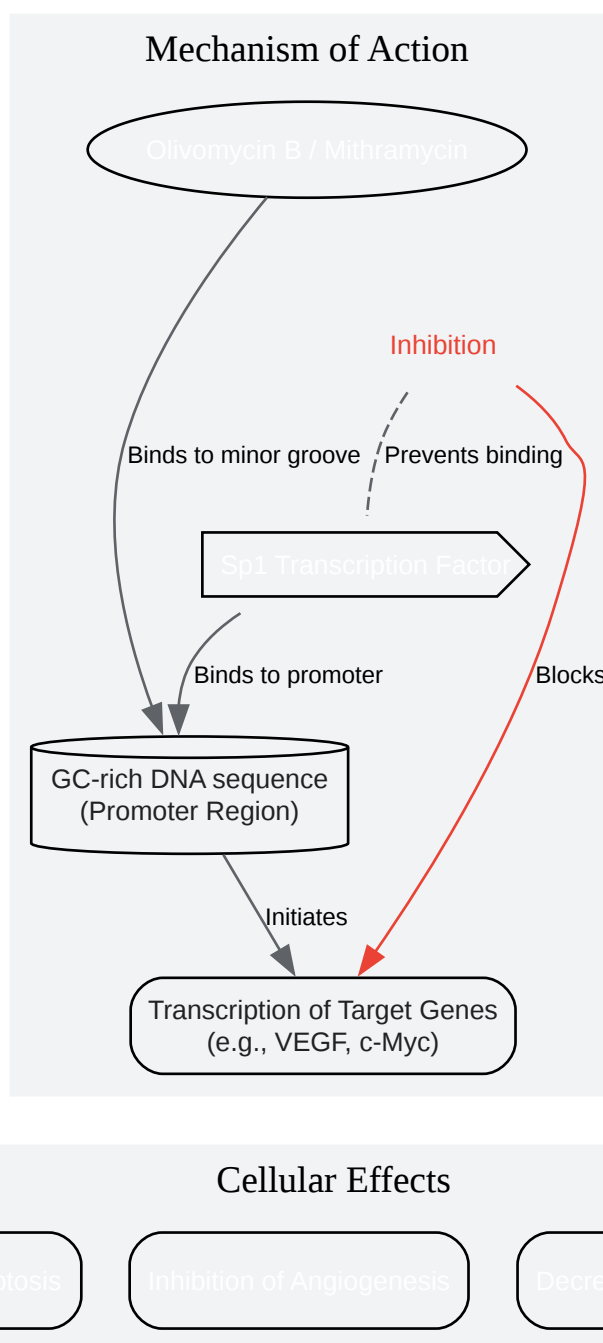 Mechanism of Action
Olivomycin B / Mithramycin
Inhibition
Binds to minor groove
Prevents binding
Sp1 Transcription Factor
Binds to promoter
Blocks
GC-rich DNA sequence
(Promoter Region)
Initiates
Transcription of Target Genes
(e.g., VEGF, c-Myc)
Cellular Effects
Inhibition of Angiogenesis